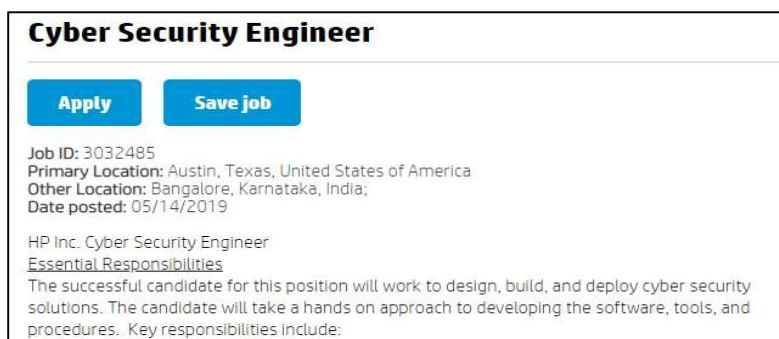 Cyber Security Engineer
Apply Save job
Job ID: 3032485
Primary Location: Austin, Texas, United States of America
Other Location: Bangalore, Karnataka, India;
Date posted: 05/14/2019
HP Inc. Cyber Security Engineer
Essential Responsibilities
The successful candidate for this position will work to design, build, and deploy cyber security
solutions. The candidate will take a hands on approach to developing the software, tools, and
procedures. Key responsibilities include: